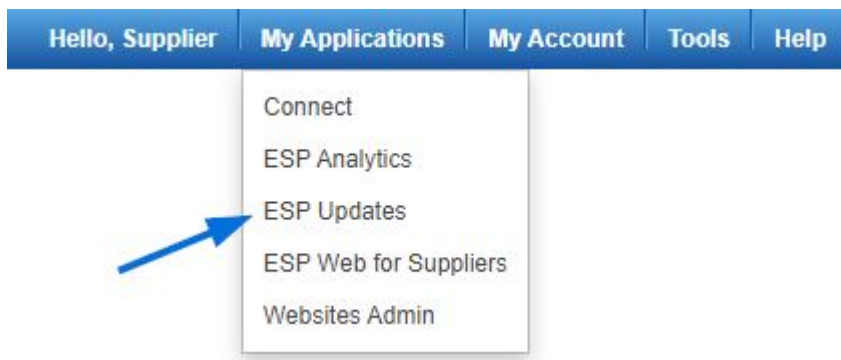 Hello, Supplier My Applications My Account Tools Help
Connect
ESP Analytics
ESP Updates
ESP Web for Suppliers
Websites Admin